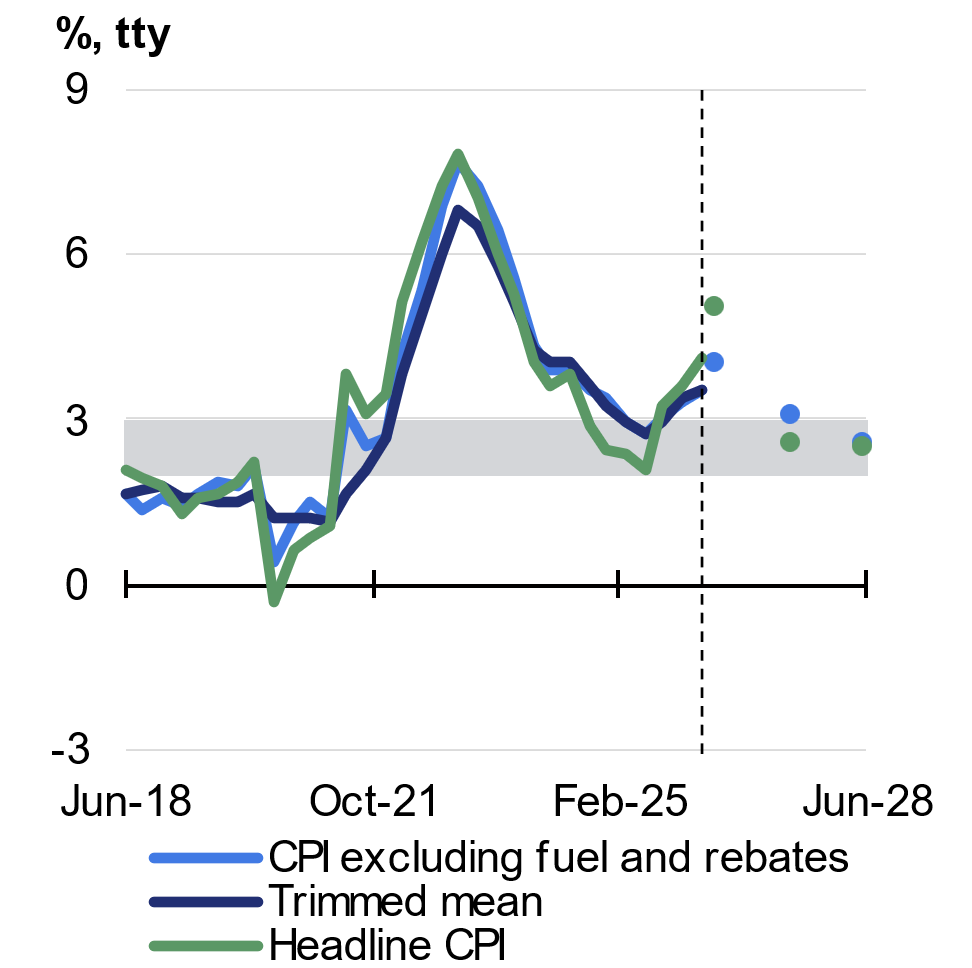 %, tty
9
6
3
0
-3
Jun-18 Oct-21 Feb-25 Jun-28
CPI excluding fuel and rebates
Trimmed mean
Headline CPI